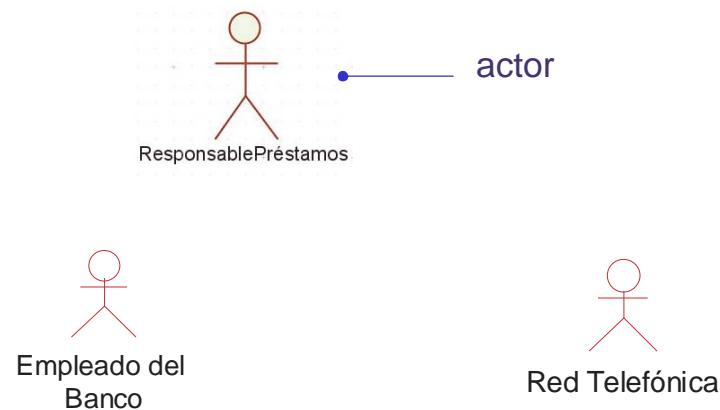 actor
ResponsablePréstamos
Empleado del
Banco
Red Telefónica